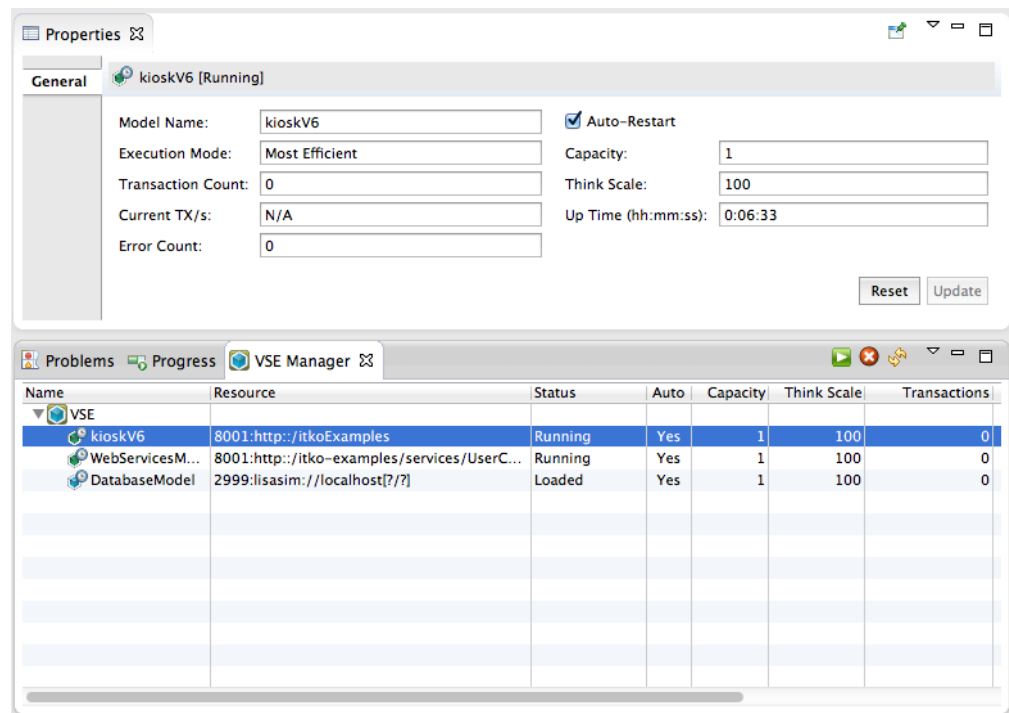 Properties
General
kioskV6 [Running]
Model Name: kioskV6
Auto-Restart
Execution Mode: Most Efficient
Capacity: 1
Transaction Count: 0
Think Scale: 100
Current TX/s: N/A
Up Time (hh:mm:ss): 0:06:33
Error Count: 0
Reset Update
Problems Progress VSE Manager
Name Resource Status Auto Capacity Think Scale Transactions
VSE
kioskV6 8001:http::/itkoExamples Running Yes 1 100 0
WebServicesM... 8001:http::/itko-examples/services/UserC... Running Yes 1 100 0
DatabaseModel 2999:lisasim://localhost[?/?] Loaded Yes 1 100 0